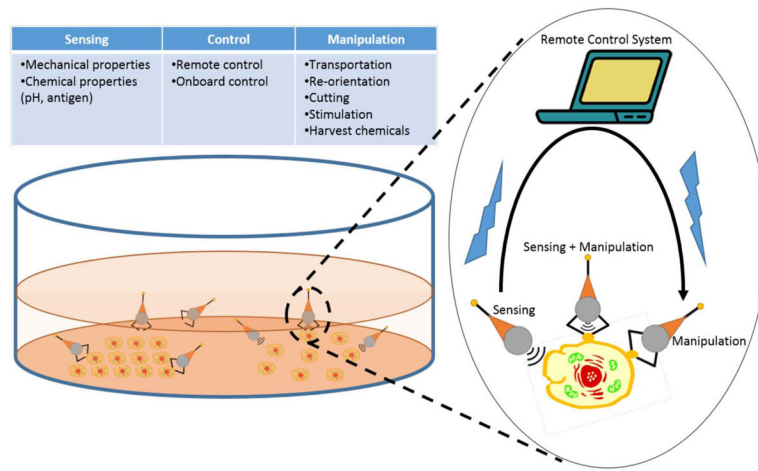 Sensing
Control
Manipulation
•Mechanical properties
•Chemical properties
(pH, antigen)
•Remote control
•Onboard control
•Transportation
•Re-orientation
•Cutting
•Stimulation
•Harvest chemicals
Remote Control System
Sensing + Manipulation
Sensing
Manipulation